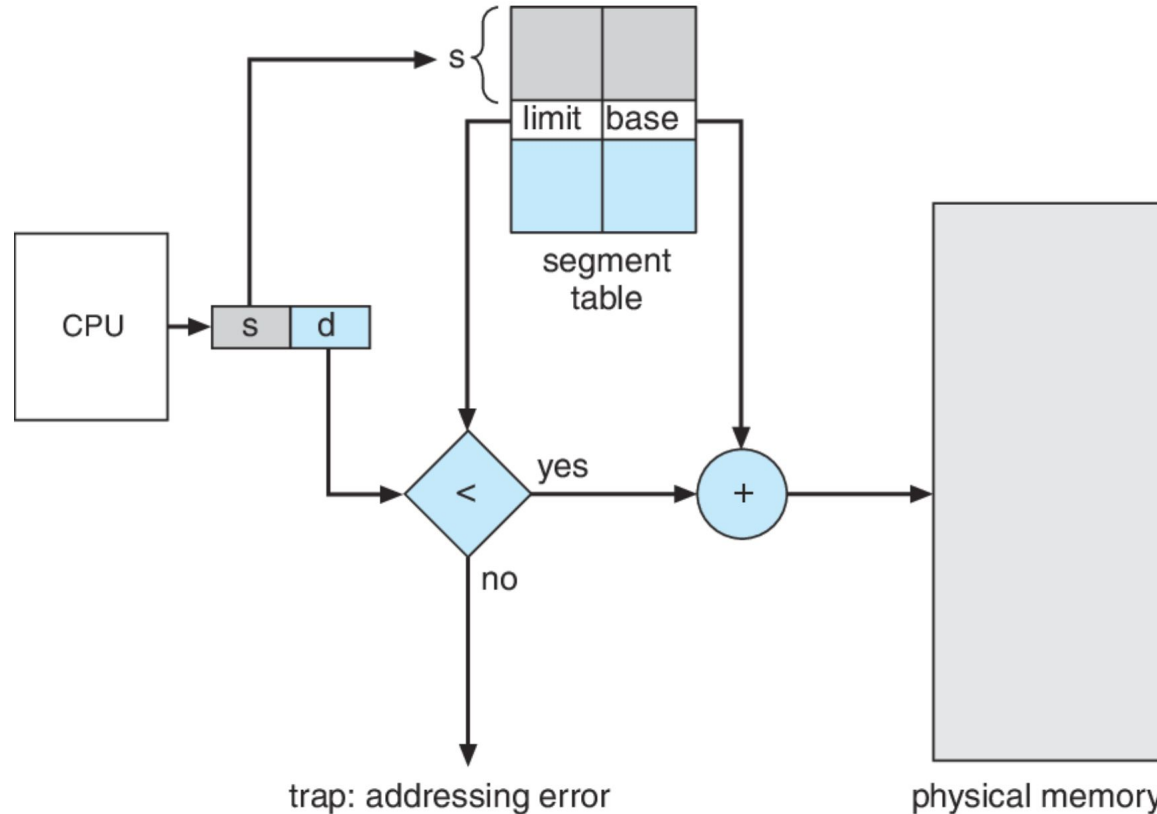 s
limit base
segment
table
CPU
s d
<
yes
+
no
trap: addressing error
physical memory